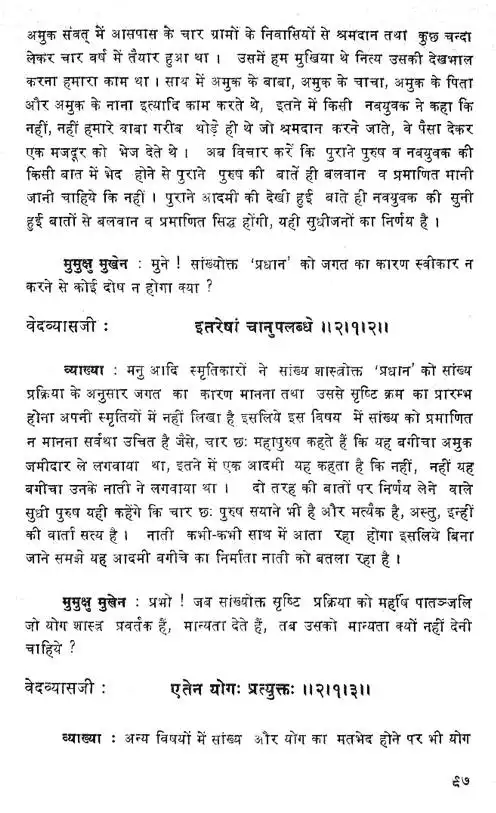 अमुक संवत् में आसपास के चार ग्रामों के निवासियों से श्रमदान तथा कुछ चन्दा
लेकर चार वर्ष में तैयार हुआ था । उसमें हम मुखिया थे नित्य उसकी देखभाल
करना हमारा काम था । साथ में अमुक के बाबा, अमुक के चाचा, अमुक के पिता
और अमुक के नाना इत्यादि काम करते थे, इतने में किसी नवयुवक ने कहा कि
नहीं, नहीं हमारे बाबा गरीब थोड़े ही थे जो श्रमदान करने जाते, वे पैसा देकर
एक मजदूर को भेज देते थे । अब विचार करें कि पुराने पुरुष व नवयुवक की
किसी बात में भेद होने से पुराने पुरुष की बातें ही बलवान व प्रमाणित मानी
जानी चाहिये कि नहीं । पुराने आदमी की देखी हुई बाते ही नवयुवक की सुनी
हुई बातों से बलवान व प्रमाणित सिद्ध होंगी, यही सुधीजनों का निर्णय है ।
मुमुक्षु मुखेन : मुने ! सांख्योक्त 'प्रधान' को जगत का कारण स्वीकार न
करने से कोई दोष न होगा क्या ?
वेदव्यासजी : इतरेषां चानुपलब्धे ।।२।१।२।।
व्याख्या : मनु आदि स्मृतिकारों ने सांख्य शास्त्रोक्त 'प्रधान' को सांख्य
प्रक्रिया के अनुसार जगत का कारण मानना तथा उससे सृष्टि क्रम का प्रारम्भ
होना अपनी स्मृतियों में नहीं लिखा है इसलिये इस विषय में सांख्य को प्रमाणित
न मानना सर्वथा उचित है जैसे, चार छः महापुरुष कहते हैं कि यह बगीचा अमुक
जमीदार ले लगवाया था, इतने में एक आदमी यह कहता है कि नहीं, नहीं यह
बगीचा उनके नाती ने लगवाया था । दो तरह की बातों पर निर्णय लेने वाले
सुधी पुरुष यही कहेंगे कि चार छः पुरुष सयाने भी है और मर्त्यैक है, अस्तु, इन्हीं
की वार्ता सत्य है । नाती कभी-कभी साथ में आता रहा होगा इसलिये बिना
जाने समझे यह आदमी बगीचे का निर्माता नाती को बतला रहा है ।
मुमुक्षु मुखेन : प्रभो ! जब सांख्योक्त सृष्टि प्रक्रिया को महर्षि पातञ्जलि
जो योग शास्त्र प्रवर्तक हैं, मान्यता देते हैं, तब उसको मान्यता क्यों नहीं देनी
चाहिये ?
वेदव्यासजी : एतेन योगः प्रत्युक्तः ।।२।१।३।।
व्याख्या : अन्य विषयों में सांख्य और योग का मतभेद होने पर भी योग
९७